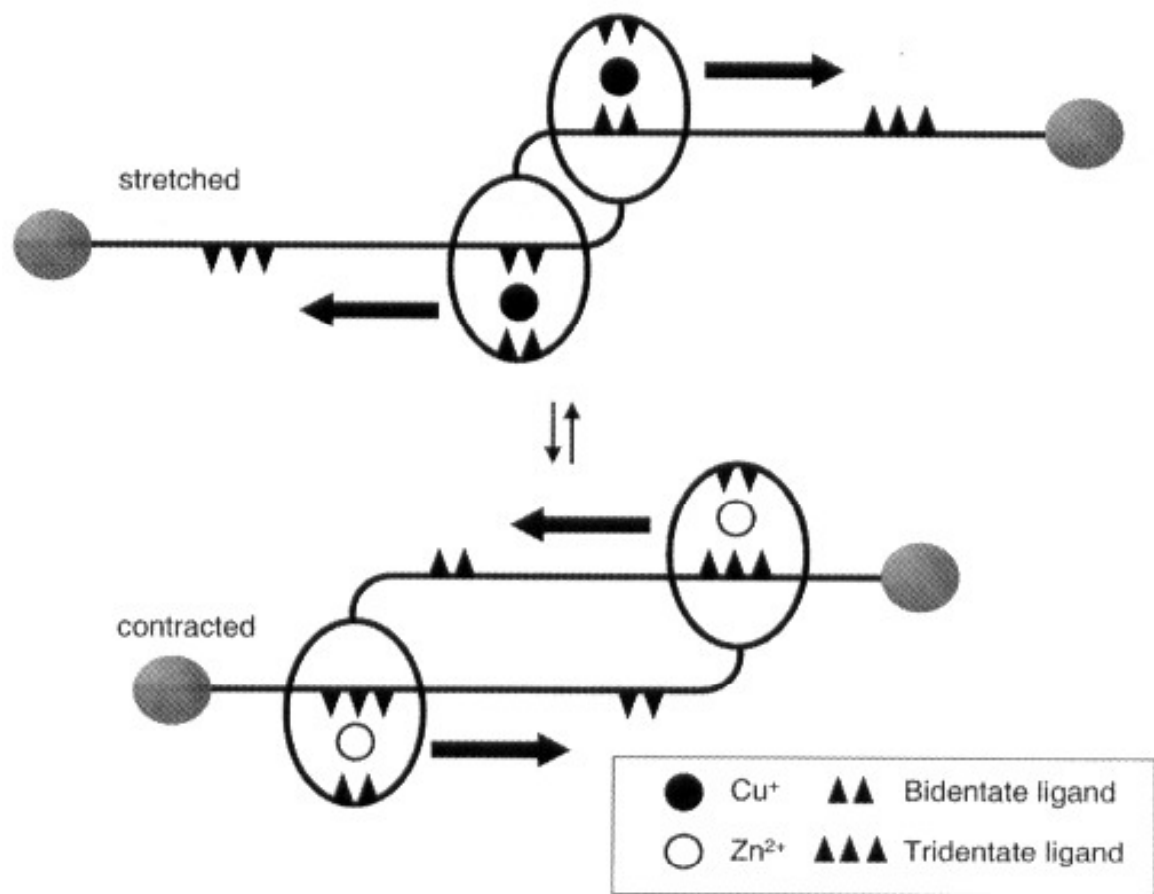 stretched
contracted
Cu⁺ Bidentate ligand
Zn²⁺ Tridentate ligand